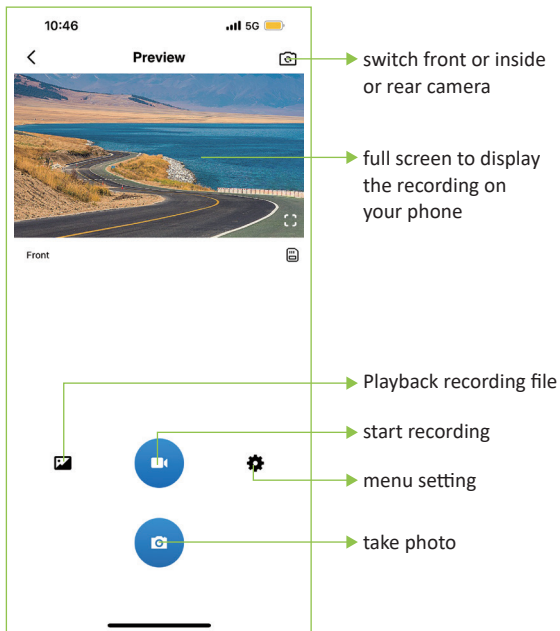 10:46
5G
Preview
switch front or inside
or rear camera
full screen to display
the recording on
your phone
Front
Playback recording file
start recording
menu setting
take photo